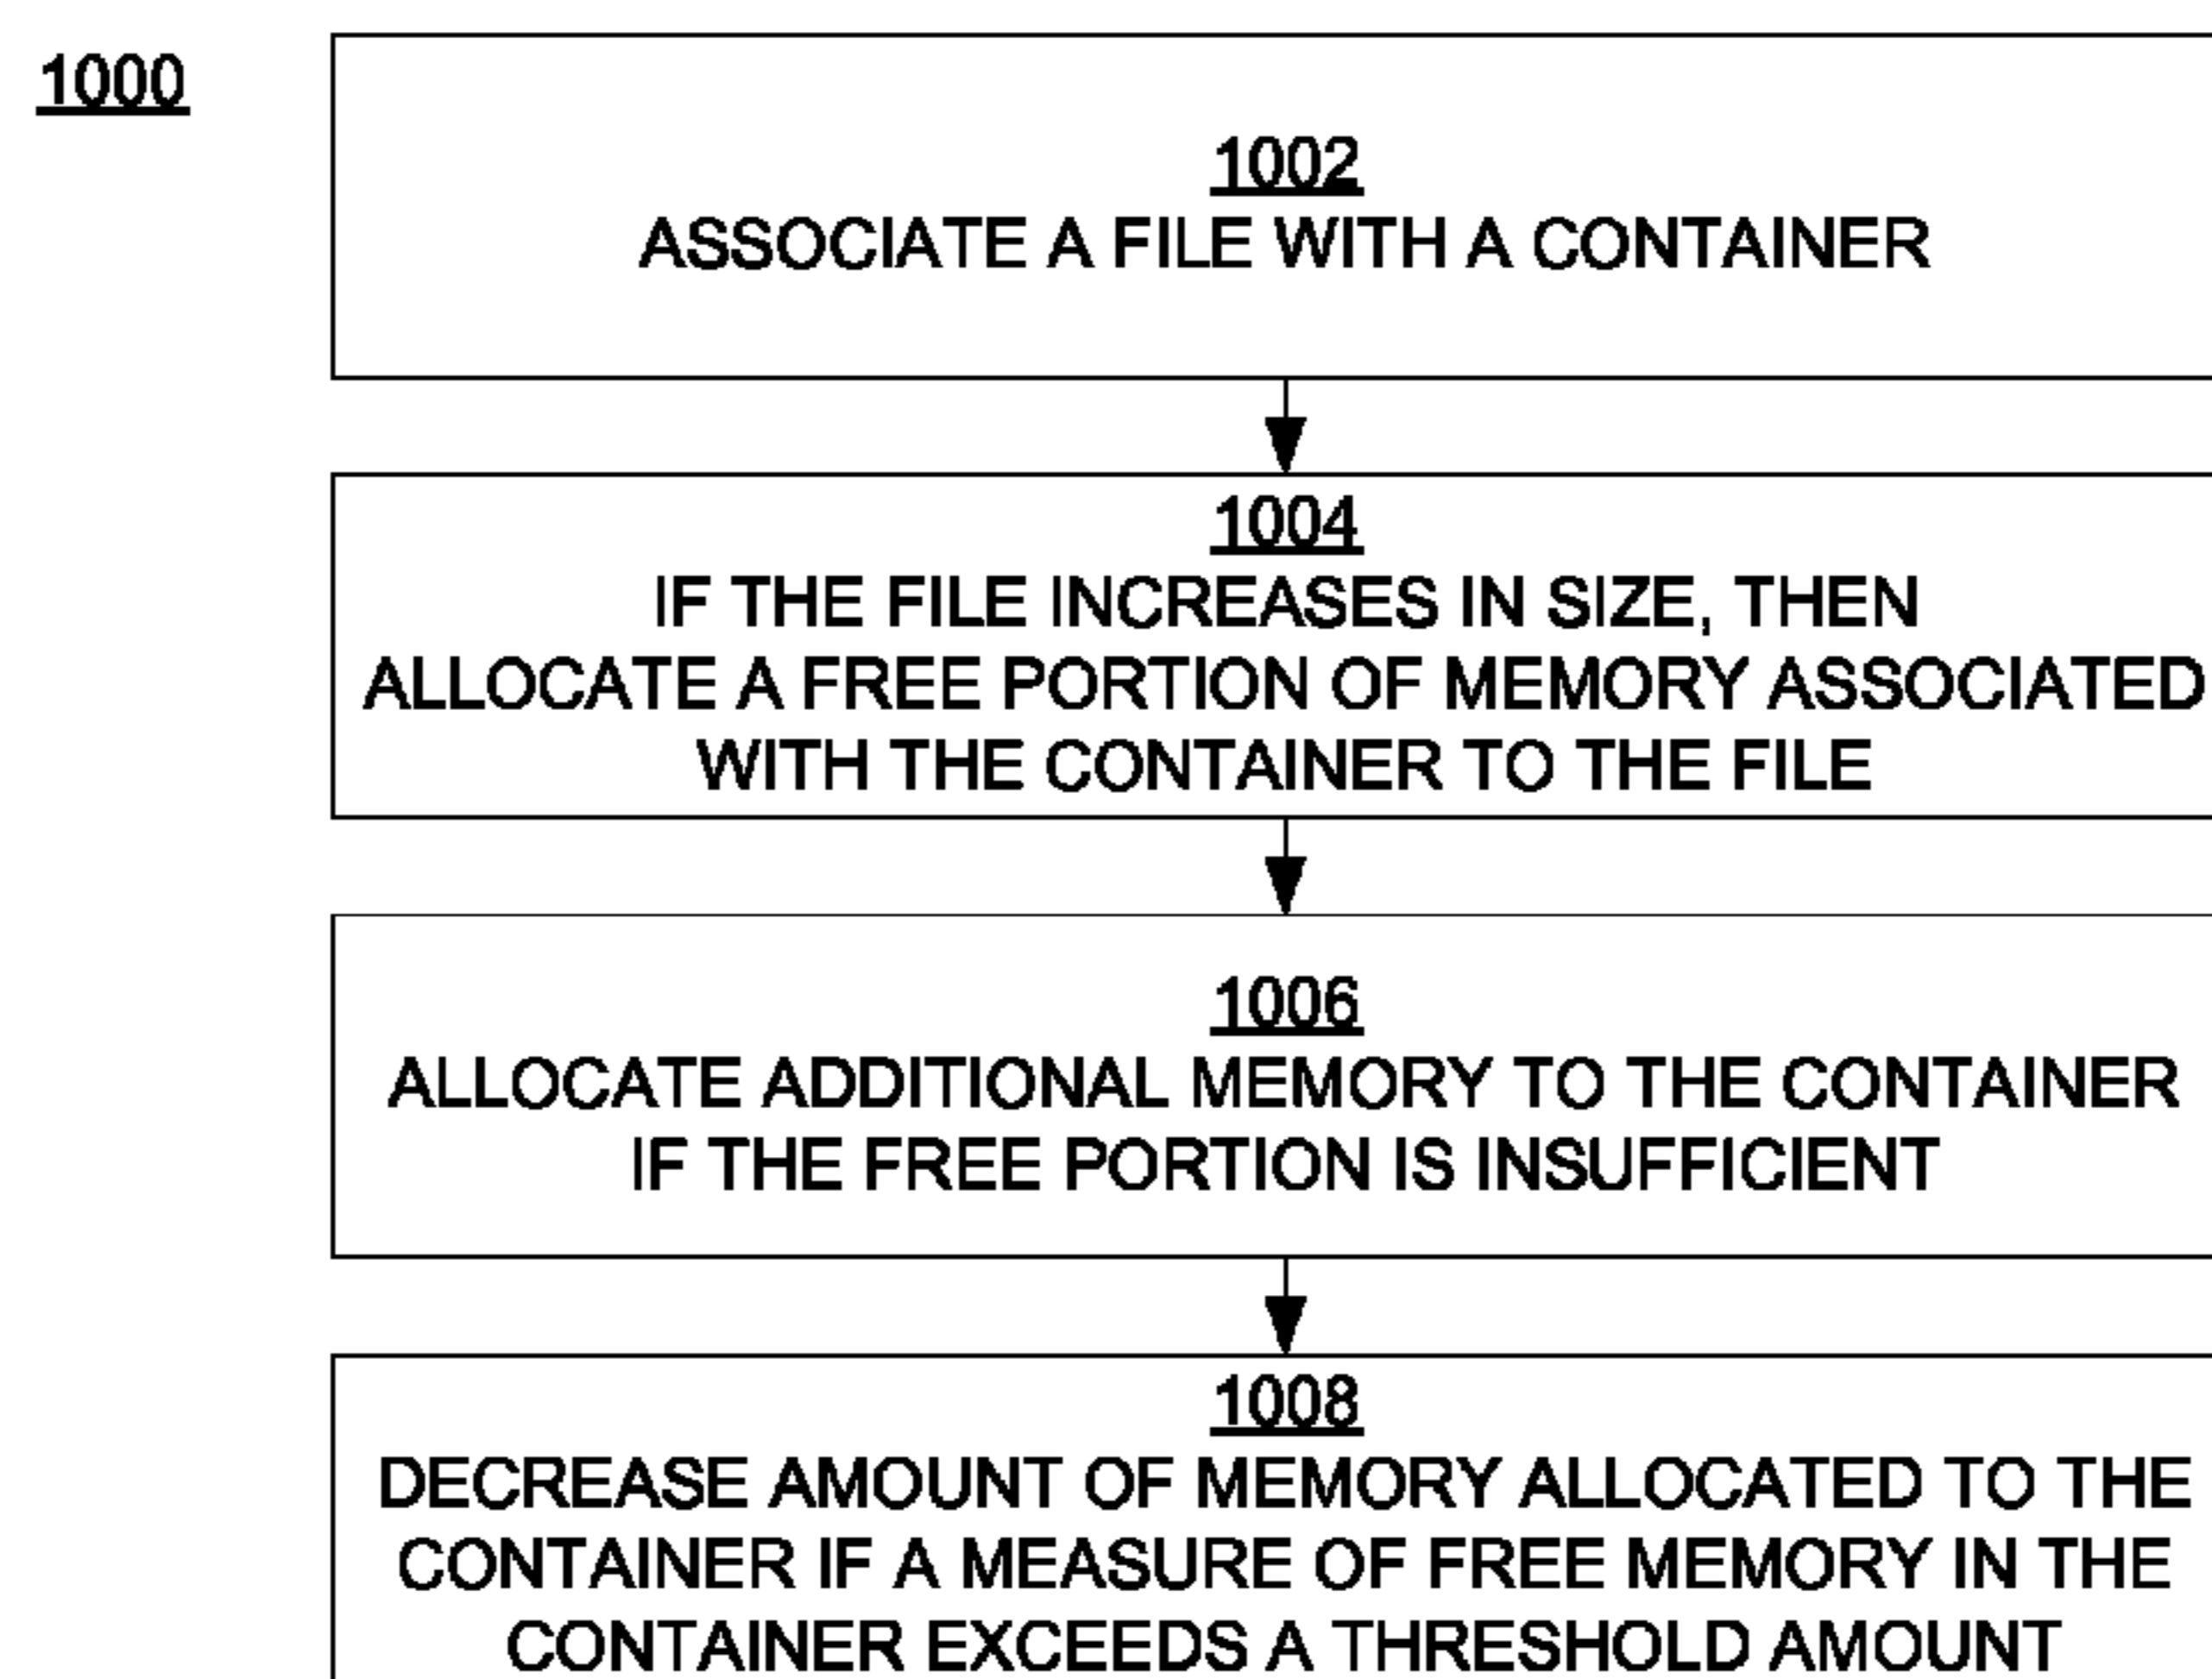 1000
1002
ASSOCIATE A FILE WITH A CONTAINER
1004
IF THE FILE INCREASES IN SIZE, THEN
ALLOCATE A FREE PORTION OF MEMORY ASSOCIATED
WITH THE CONTAINER TO THE FILE
1006
ALLOCATE ADDITIONAL MEMORY TO THE CONTAINER
IF THE FREE PORTION IS INSUFFICIENT
1008
DECREASE AMOUNT OF MEMORY ALLOCATED TO THE
CONTAINER IF A MEASURE OF FREE MEMORY IN THE
CONTAINER EXCEEDS A THRESHOLD AMOUNT